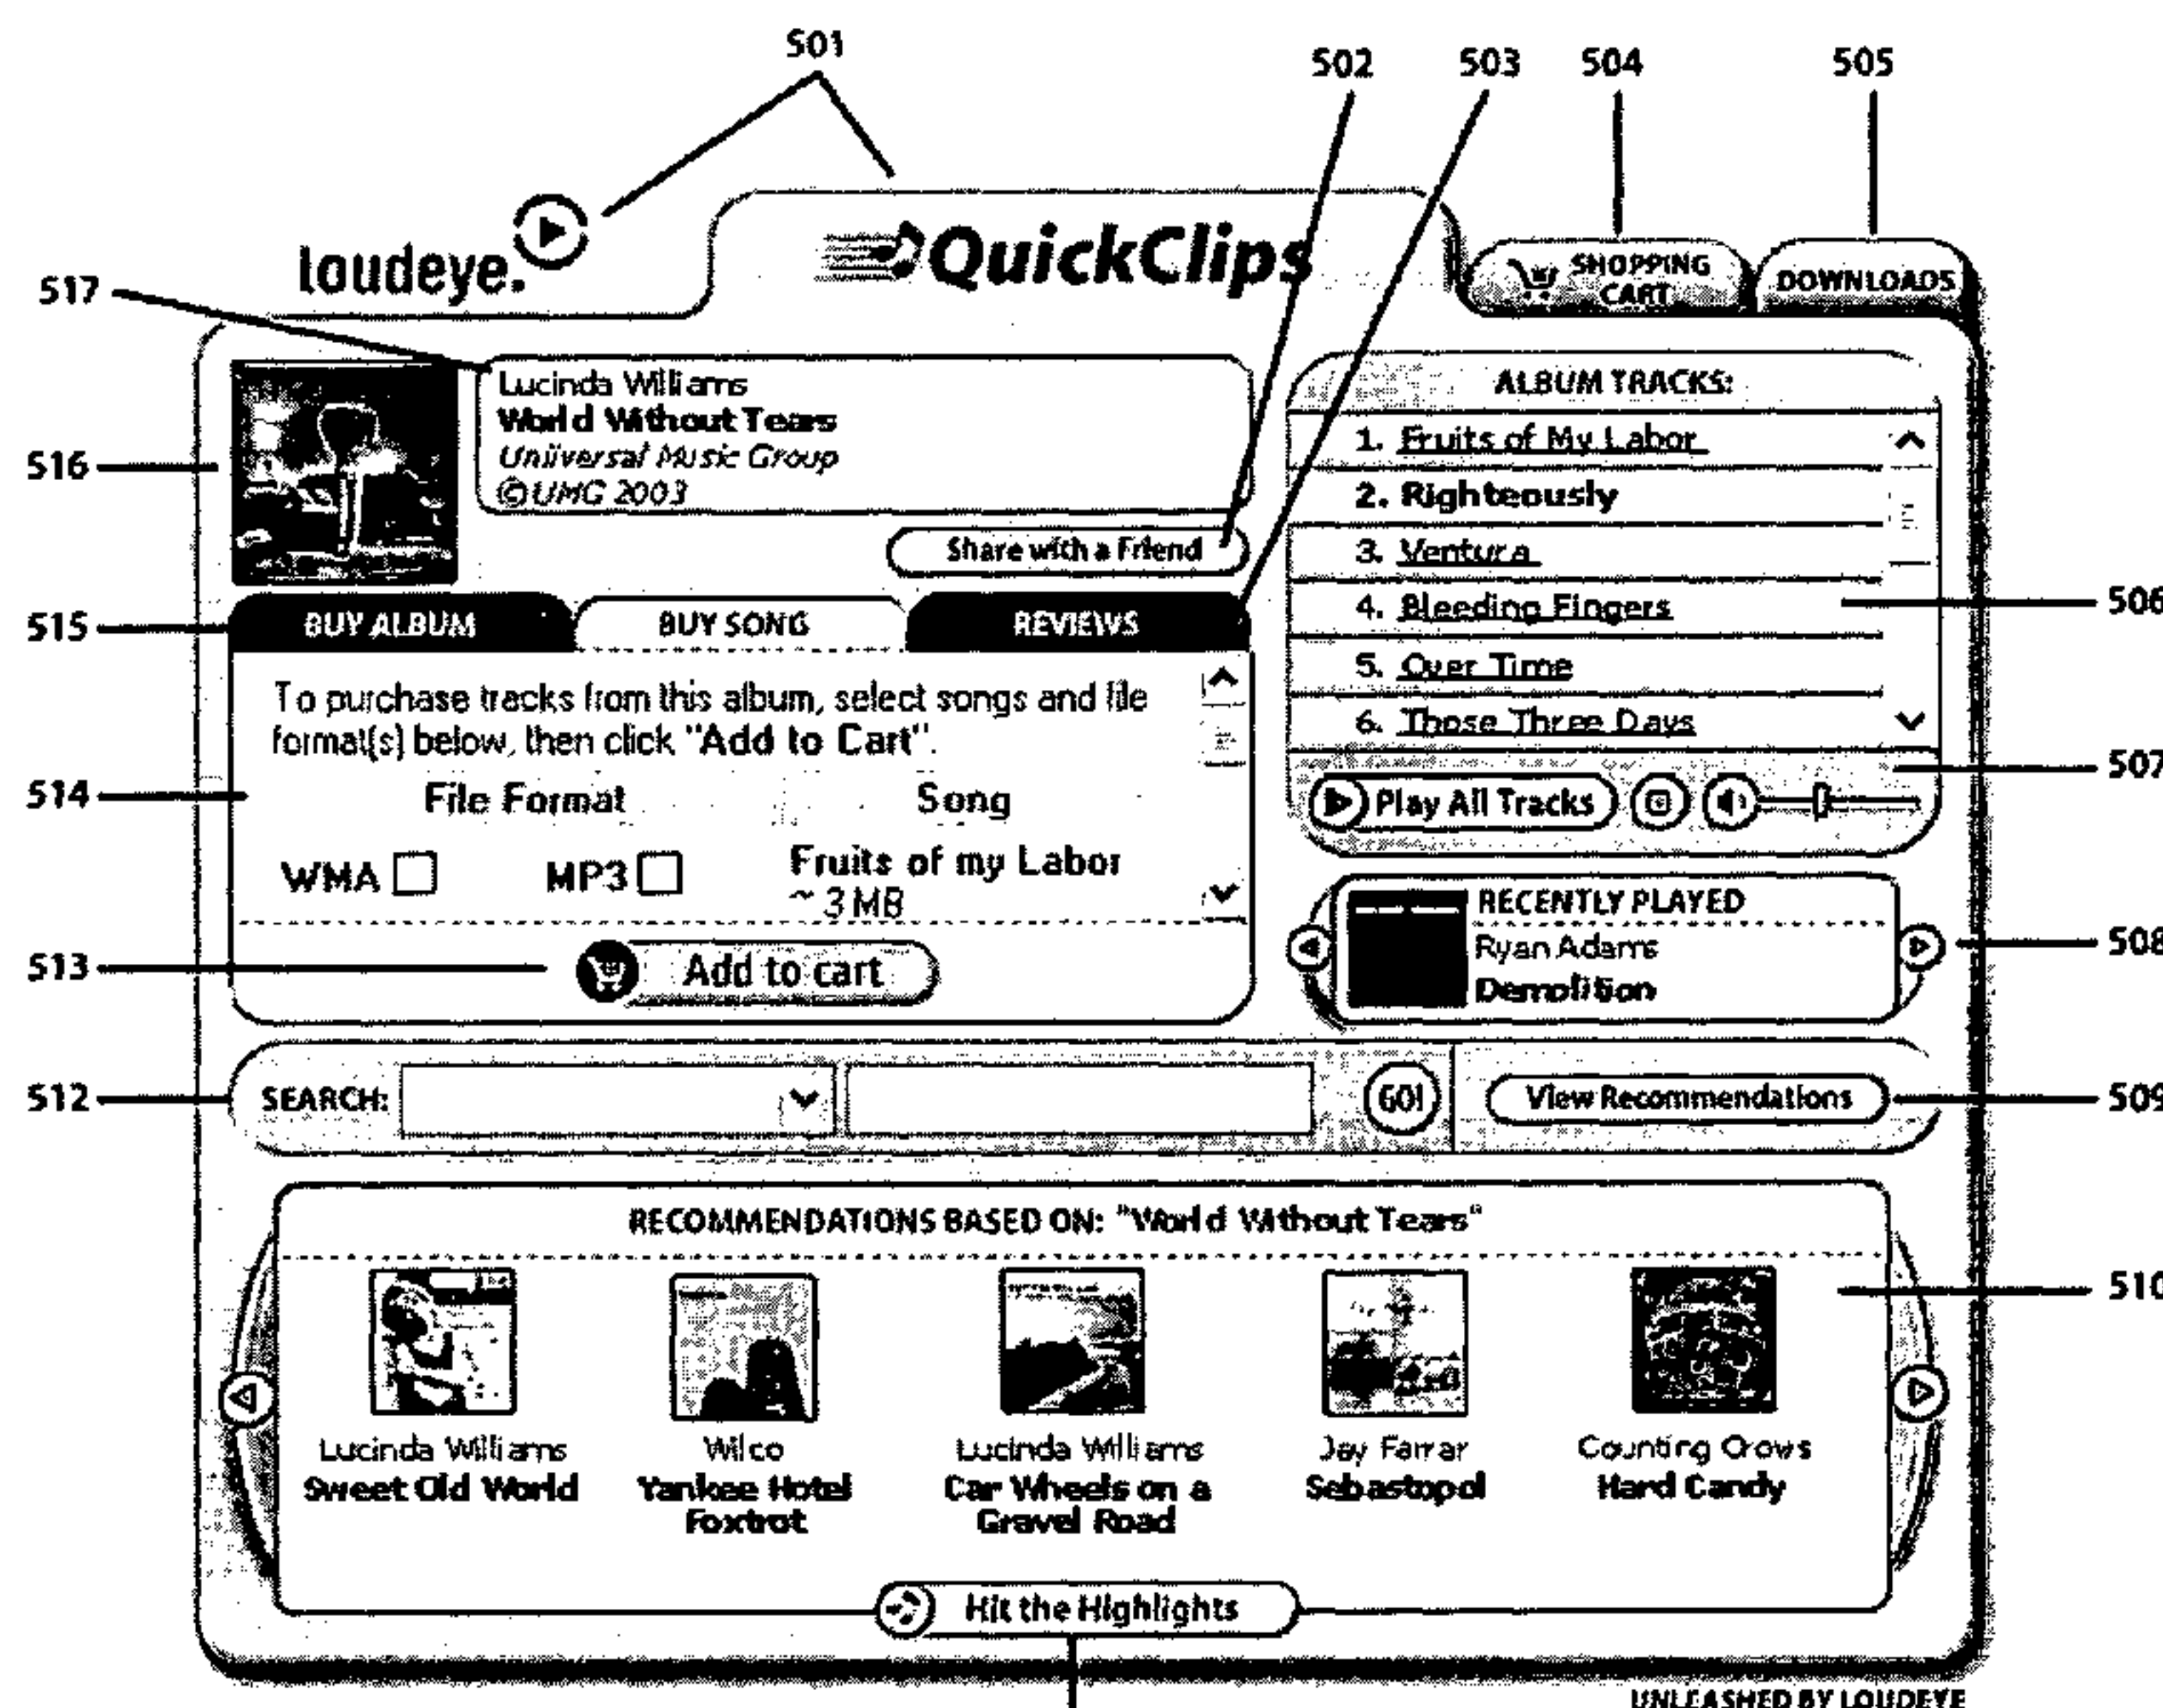 501
502 503 504 505
loudeye.
QuickClips
SHOPPING
CART
DOWNLOADS
517
Lucinda Williams
World Without Tears
Uniiversal Music Group
©UMG 2003
516
Share with a Friend
ALBUM TRACKS:
1. Fruits of My Labor
2. Righteously
3. Ventura
4. Bleeding Fingers
5. Over Time
6. Those Three Days
506
515
BUY ALBUM BUY SONG REVIEWS
To purchase tracks from this album, select songs and file
format(s) below, then click "Add to Cart".
514
File Format Song
WMA MP3 Fruits of my Labor
~ 3 MB
507
Play All Tracks
RECENTLY PLAYED
Ryan Adams
Demolition
508
513
Add to cart
512
SEARCH: GO! View Recommendations
509
RECOMMENDATIONS BASED ON: "World Without Tears"
510
Lucinda Williams
Sweet Old World
Wilco
Yankee Hotel
Foxtrot
Lucinda Williams
Car Wheels on a
Gravel Road
Jay Farrar
Sebastopol
Counting Crows
Hard Candy
Hit the Highlights
UNLEASHED BY LOUDEYE